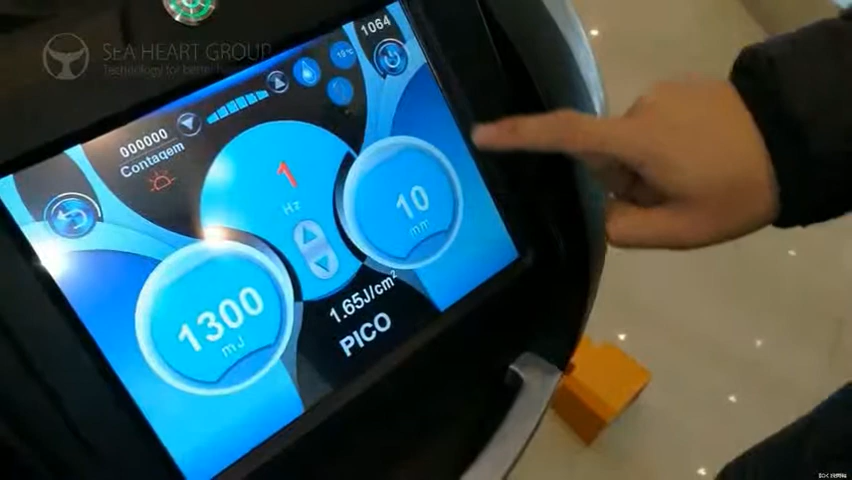 SEA HEART GROUP
Technology for better
1064
000000
Contagem
1
Hz
10
mm
1300
mJ
1.65J/cm²
PICO